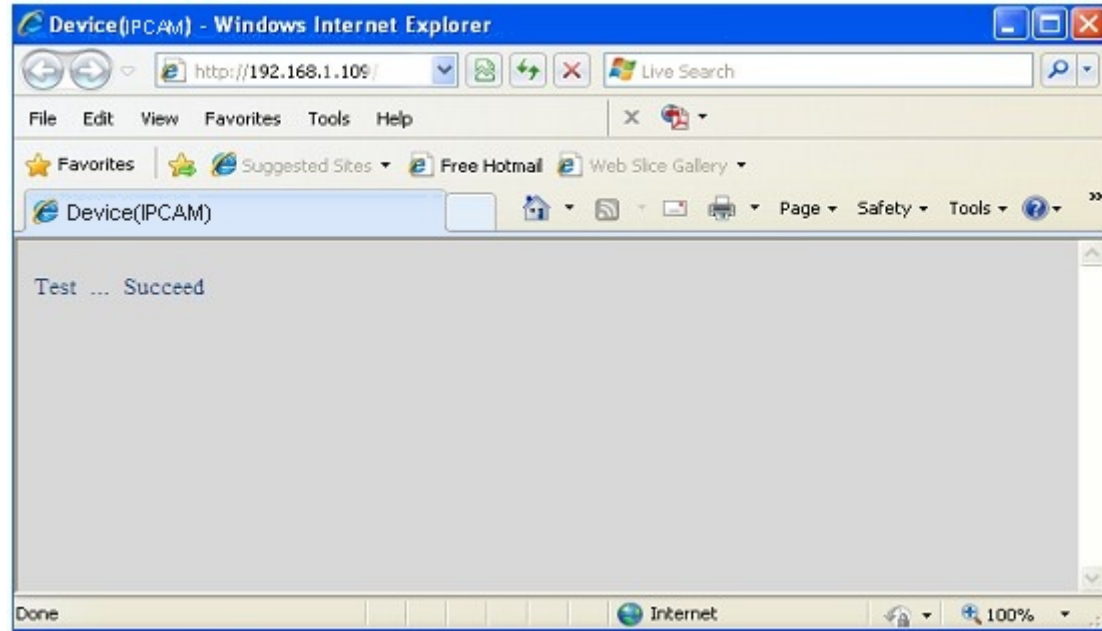 Device(IPCAM) - Windows Internet Explorer
http://192.168.1.109/ Live Search
File Edit View Favorites Tools Help
Favorites Suggested Sites Free Hotmail Web Slice Gallery
Device(IPCAM) Page Safety Tools »
Test ... Succeed
Done Internet 100%